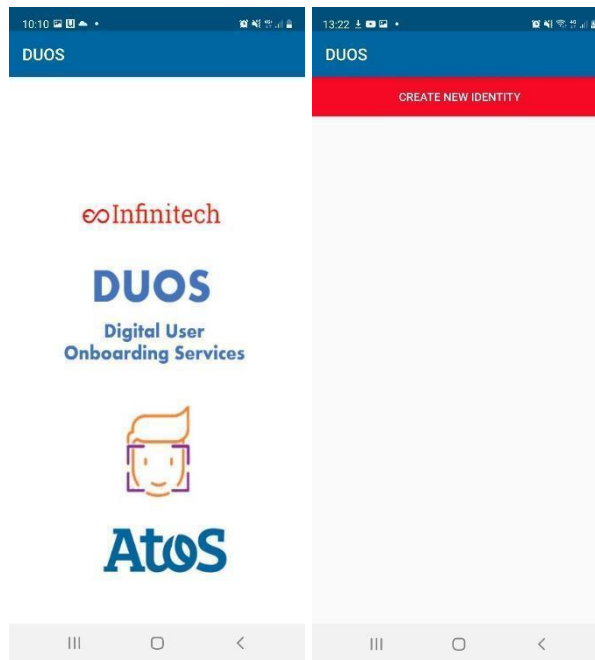 10:10
DUOS
Infinitech
DUOS
Digital User
Onboarding Services
Atos
13:22
DUOS
CREATE NEW IDENTITY